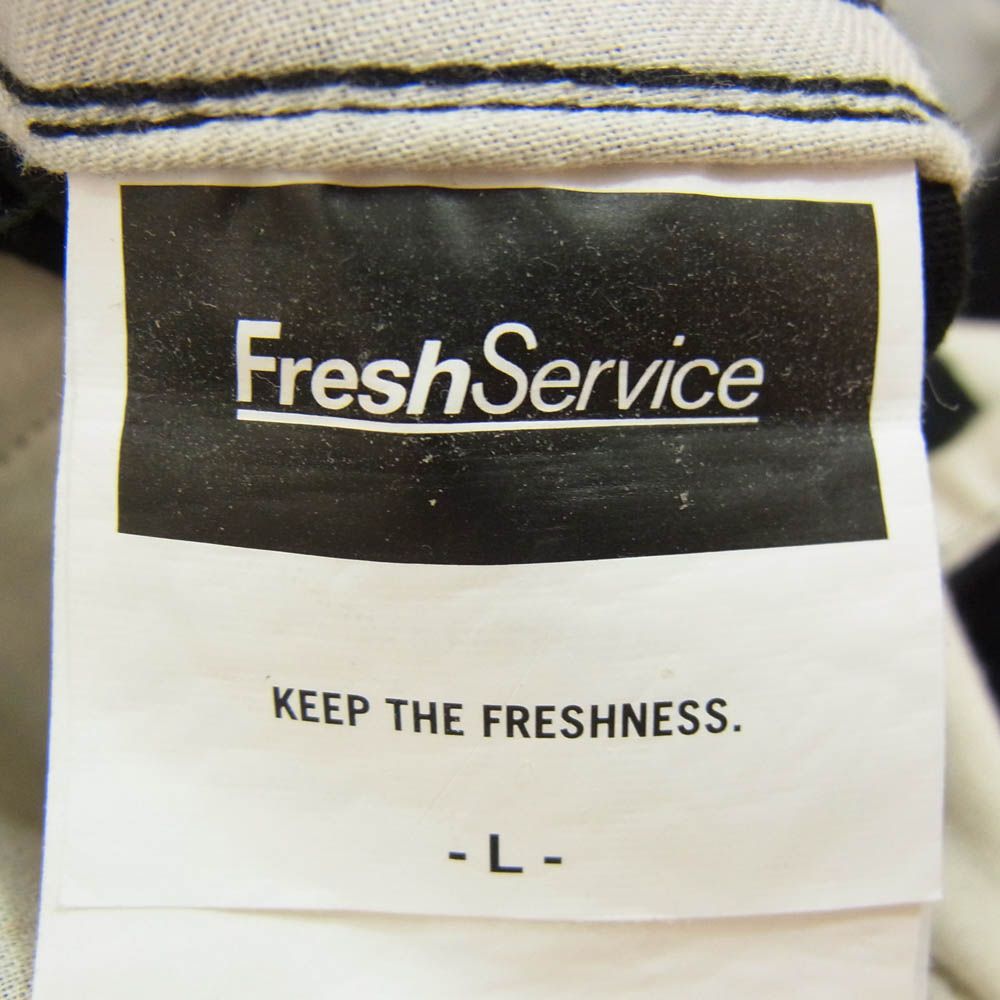 FreshService
KEEP THE FRESHNESS.
- L -